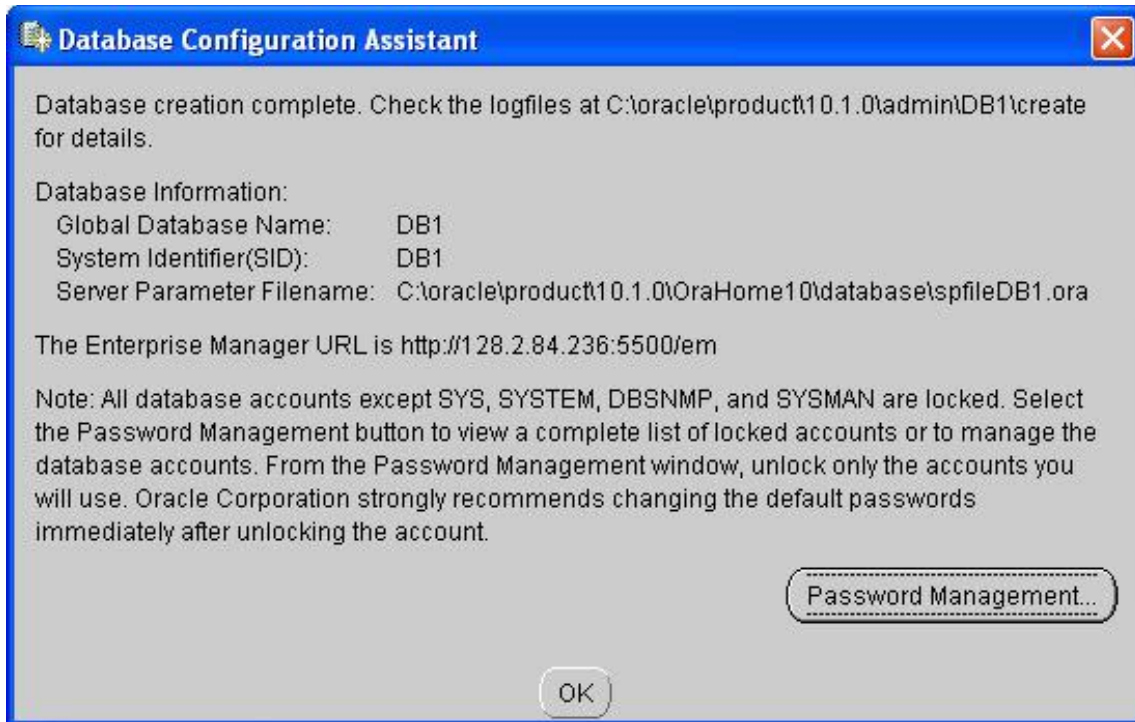 Database Configuration Assistant
Database creation complete. Check the logfiles at C:\oracle\product\10.1.0\admin\DB1\create
for details.
Database Information:
Global Database Name: DB1
System Identifier(SID): DB1
Server Parameter Filename: C:\oracle\product\10.1.0\OraHome10\database\spfileDB1.ora
The Enterprise Manager URL is http://128.2.84.236:5500/em
Note: All database accounts except SYS, SYSTEM, DBSNMP, and SYSMAN are locked. Select
the Password Management button to view a complete list of locked accounts or to manage the
database accounts. From the Password Management window, unlock only the accounts you
will use. Oracle Corporation strongly recommends changing the default passwords
immediately after unlocking the account.
Password Management...
OK